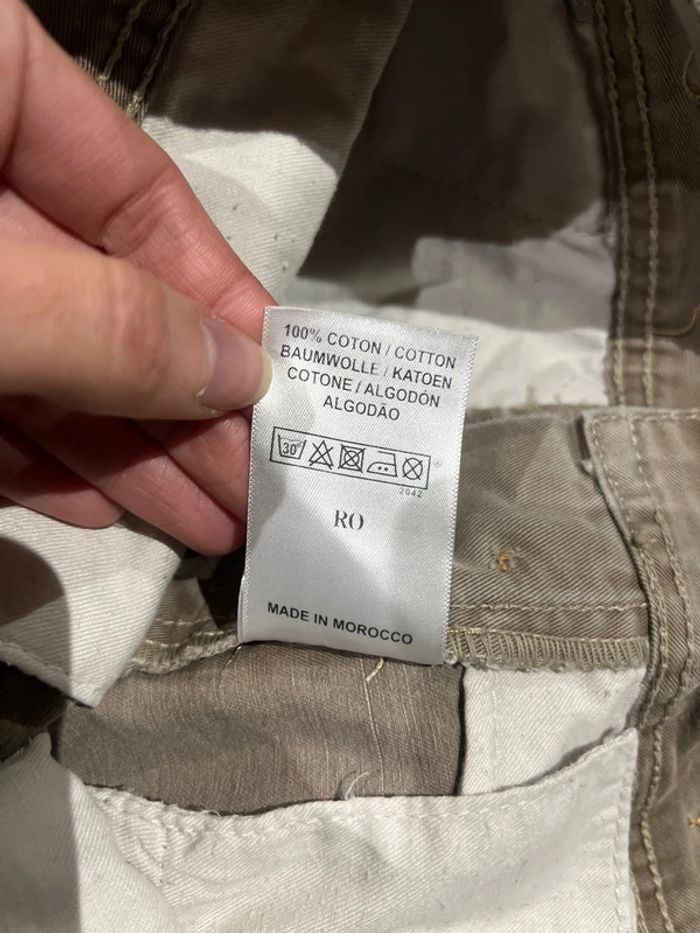 100% COTON / COTTON
BAUMWOLLE / KATOEN
COTONE / ALGODÓN
ALGODÃO
30°
2042
RO
MADE IN MOROCCO